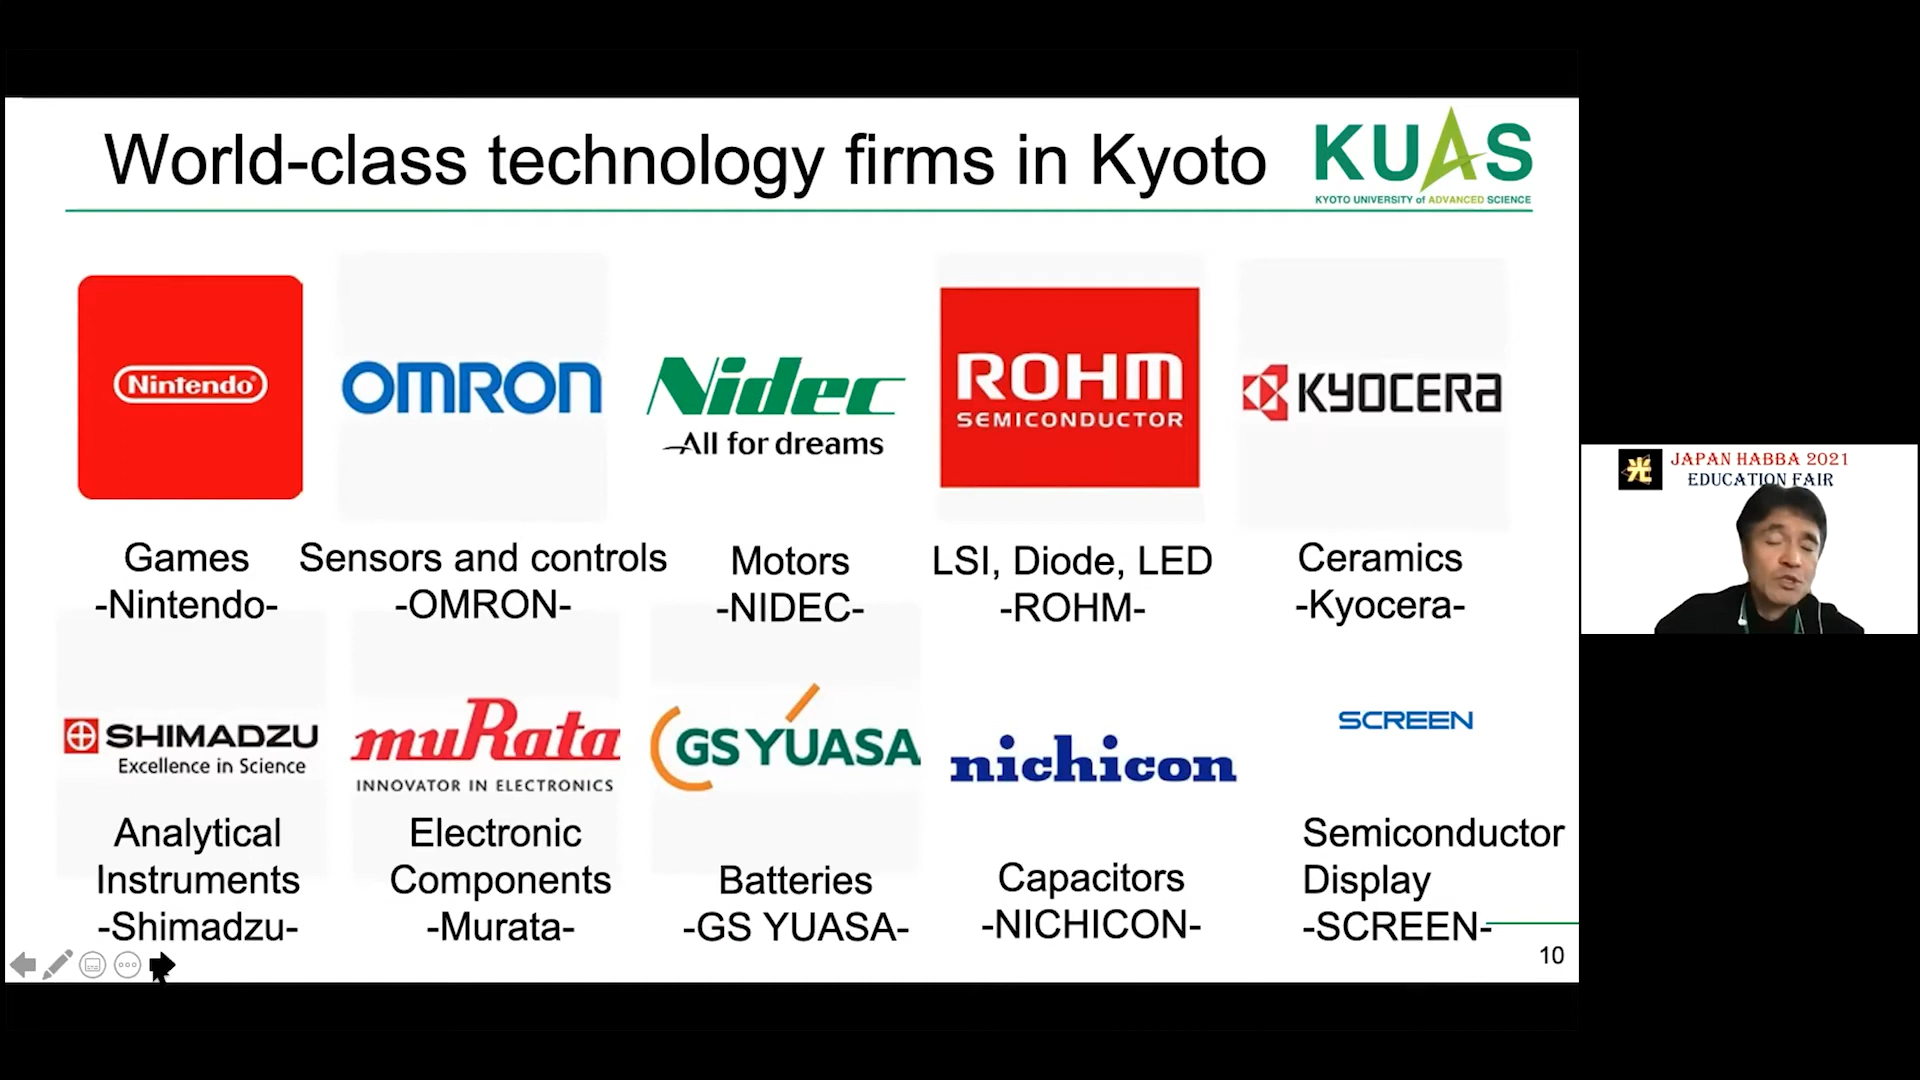 World-class technology firms in Kyoto
KUAS
KYOTO UNIVERSITY of ADVANCED SCIENCE
Nintendo
OMRON
Nidec
All for dreams
ROHM
SEMICONDUCTOR
KYOCERA
Games
-Nintendo-
Sensors and controls
-OMRON-
Motors
-NIDEC-
LSI, Diode, LED
-ROHM-
Ceramics
-Kyocera-
SHIMADZU
Excellence in Science
muRata
INNOVATOR IN ELECTRONICS
GS YUASA
nichicon
SCREEN
Analytical
Instruments
-Shimadzu-
Electronic
Components
-Murata-
Batteries
-GS YUASA-
Capacitors
-NICHICON-
Semiconductor
Display
-SCREEN-
10
光
JAPAN HABBA 2021
EDUCATION FAIR